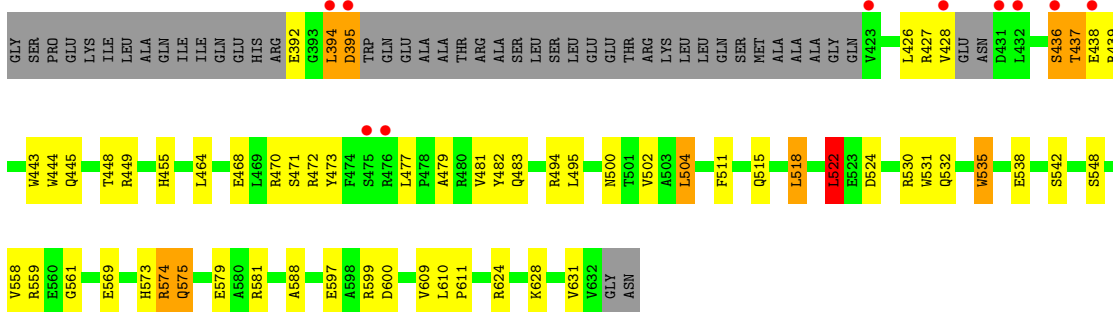 GLY SER PRO GLU LYS ILE LEU ALA GLN ILE ILE GLN GLU HIS ARG E392 G393 L394 D395 TRP GLN GLU ALA ALA THR ARG ALA SER LEU SER LEU GLU GLU THR ARG LYS LEU LEU GLN SER MET ALA ALA ALA GLY GLN V423 L426 R427 V428 GLU ASN D431 L432 S436 T437 E438 R439
W443 W444 Q445 T448 R449 H455 L464 E468 L469 R470 S471 R472 Y473 F474 S475 R476 L477 P478 A479 R480 V481 Y482 Q483 R494 L495 N500 T501 V502 A503 L504 F511 Q515 L518 L522 E523 D524 R530 W531 Q532 W535 E538 S542 S548
V558 R559 E560 G561 E569 H573 R574 Q575 E579 A580 R581 A588 E597 A598 R599 D600 V609 L610 P611 R624 K628 V631 V632 GLY ASN